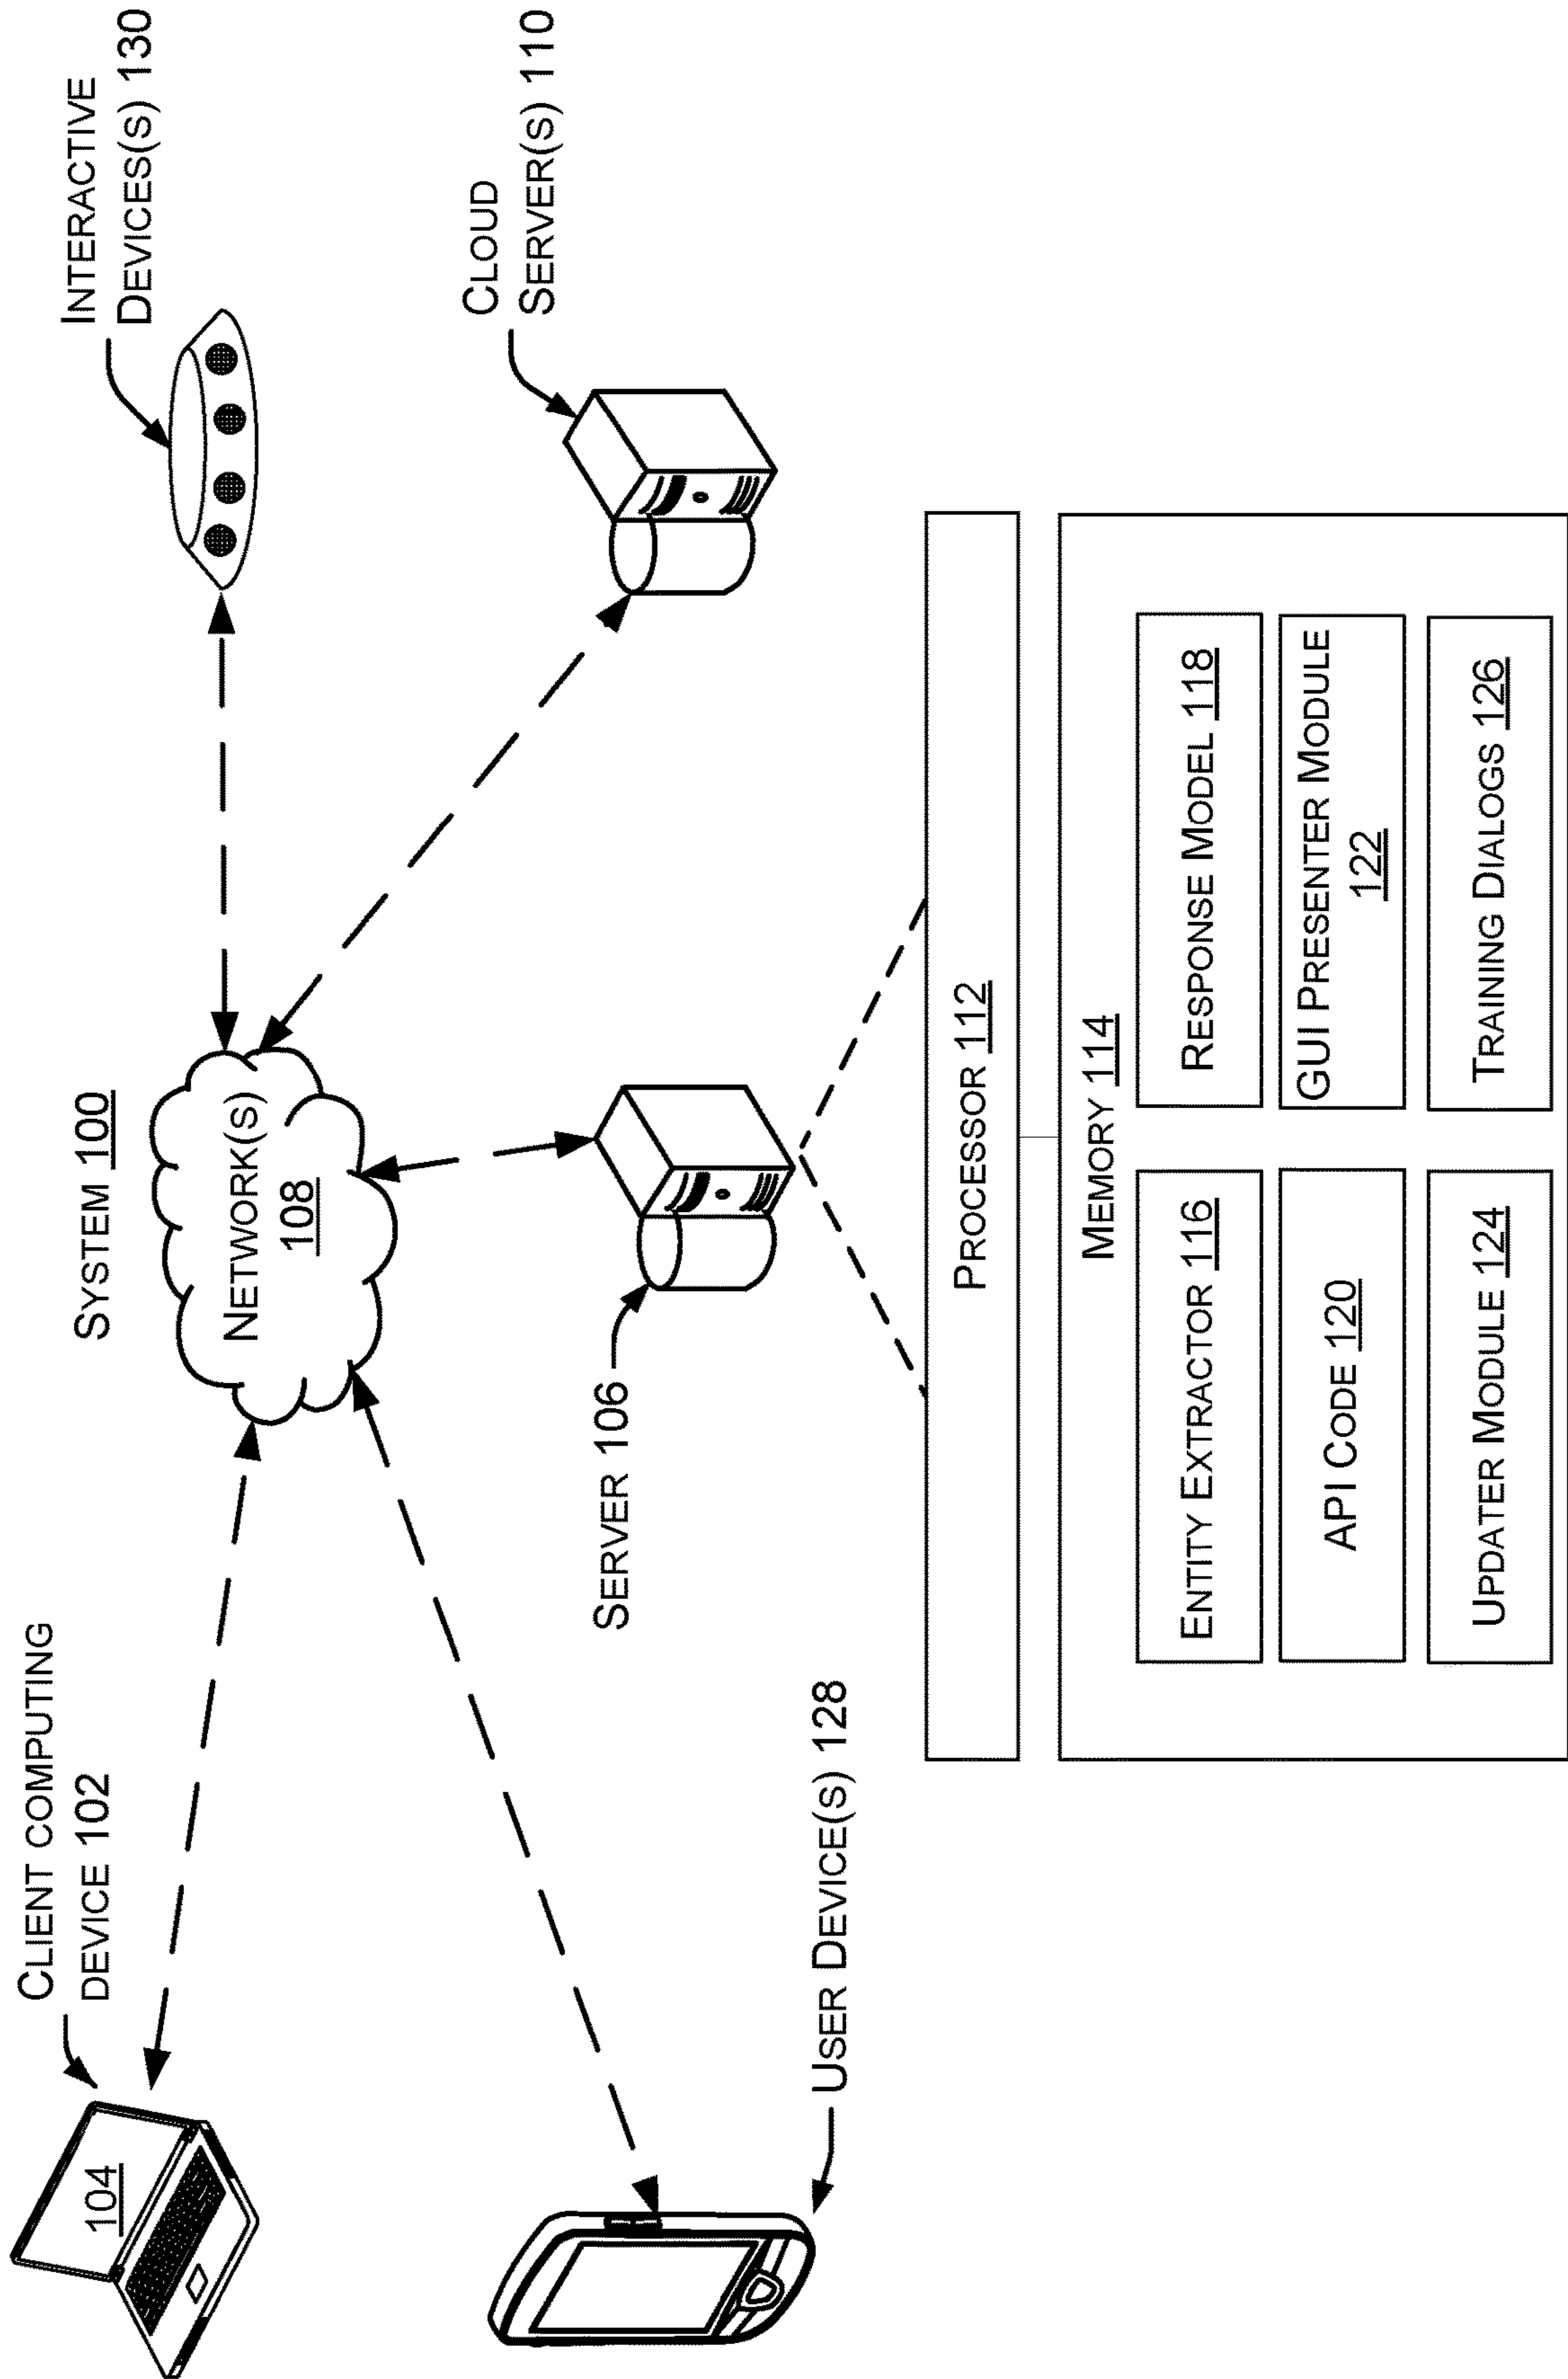 SYSTEM 100
CLIENT COMPUTING
DEVICE 102
104
NETWORK(S)
108
INTERACTIVE
DEVICES(S) 130
USER DEVICE(S) 128
SERVER 106
CLOUD
SERVER(S) 110
PROCESSOR 112
MEMORY 114
ENTITY EXTRACTOR 116
RESPONSE MODEL 118
API CODE 120
GUI PRESENTER MODULE
122
UPDATER MODULE 124
TRAINING DIALOGS 126